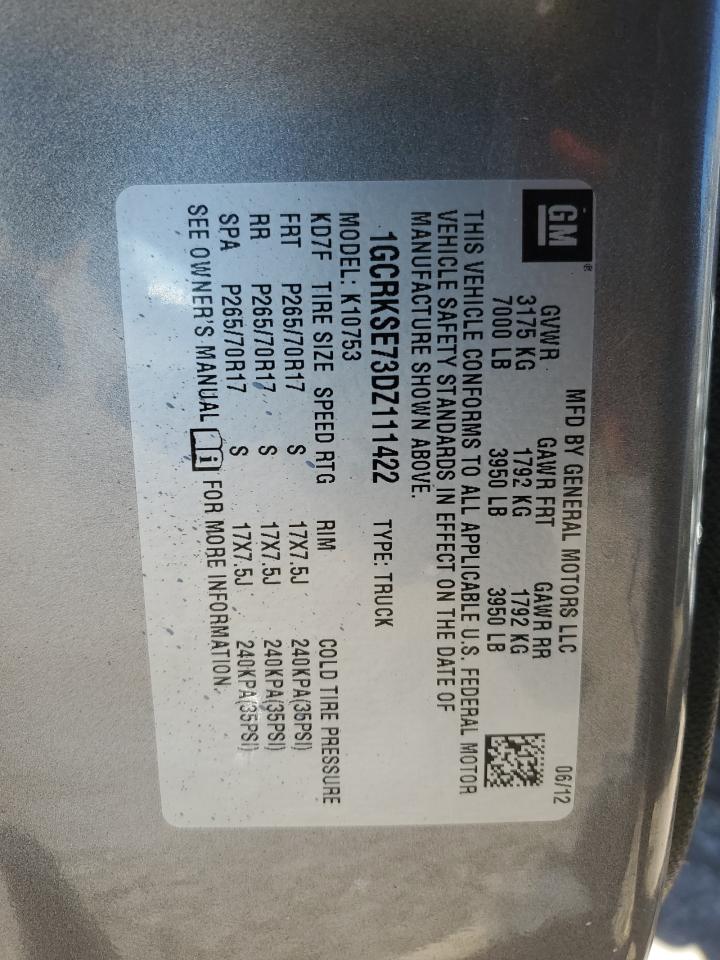 GM®
MFD BY GENERAL MOTORS LLC 06/12
GVWR GAWR FRT GAWR RR
3175 KG 1792 KG 1792 KG
7000 LB 3950 LB 3950 LB
THIS VEHICLE CONFORMS TO ALL APPLICABLE U.S. FEDERAL MOTOR
VEHICLE SAFETY STANDARDS IN EFFECT ON THE DATE OF
MANUFACTURE SHOWN ABOVE.
1GCRKSE73DZ111422 TYPE: TRUCK
MODEL: K10753
KD7F TIRE SIZE SPEED RTG RIM COLD TIRE PRESSURE
FRT P265/70R17 S 17X7.5J 240KPA(35PSI)
RR P265/70R17 S 17X7.5J 240KPA(35PSI)
SPA P265/70R17 S 17X7.5J 240KPA(35PSI)
SEE OWNER'S MANUAL i FOR MORE INFORMATION.